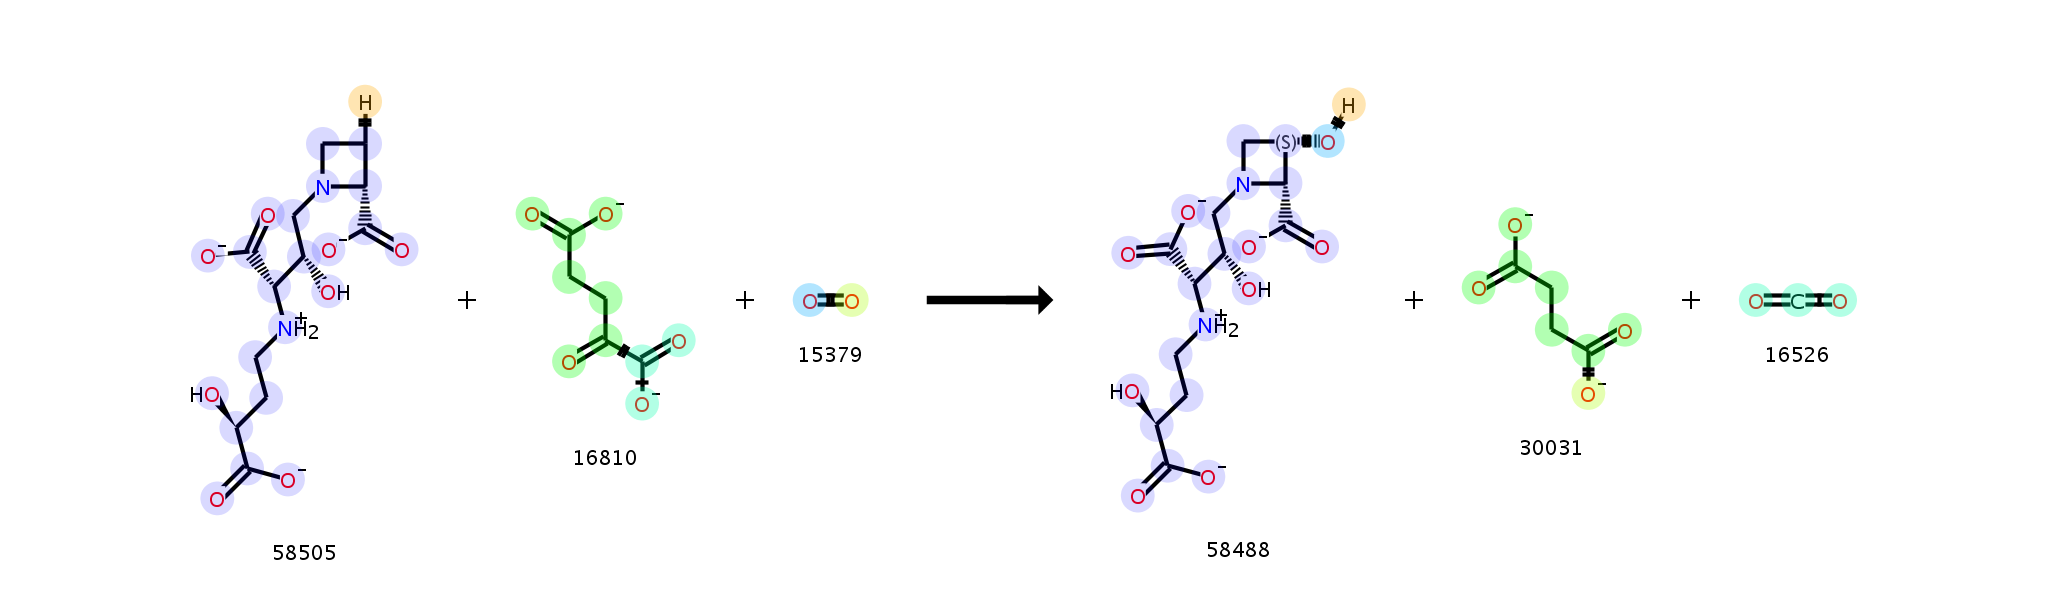 H
N
O
O⁻
O⁻
O
OH
NH₂⁺
HO
O⁻
O
58505
+
O
O⁻
O
O
O⁻
16810
+
O O
15379
H
(S) O
N
O⁻
O
O⁻
O
OH
NH₂⁺
HO
O⁻
O
58488
+
O⁻
O
O
O⁻
30031
+
O C O
16526